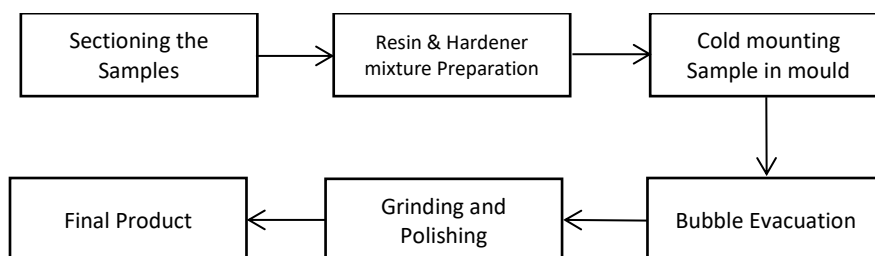 Sectioning the
Samples
Resin & Hardener
mixture Preparation
Cold mounting
Sample in mould
Bubble Evacuation
Grinding and
Polishing
Final Product